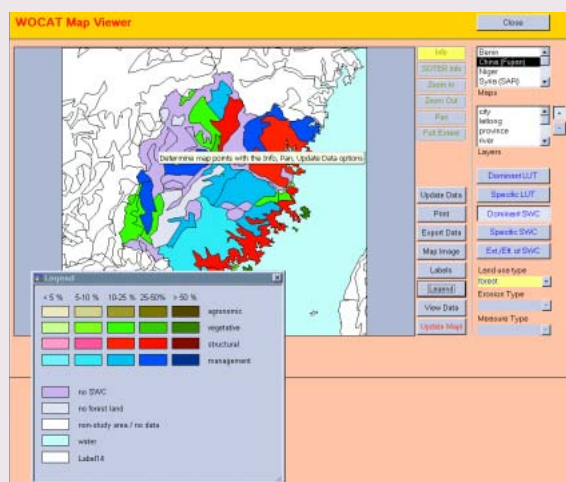 WOCAT Map Viewer
Close
Info
SOTER Info
Zoom In
Zoom Out
Pan
Full Extent
Benin
China (Fujian)
Niger
Syria (SAR)
Maps
city
province
river
Layers
Determine map points with the Info, Pan, Update Data options
Dominant LUT
Specific LUT
Dominant SWC
Specific SWC
Ext./Eff. of SWC
Update Data
Print
Export Data
Map Image
Labels
Legend
View Data
Update Map!
Land use type
forest
Erosion Type
Measure Type
Legend
< 5 % 5-10 % 10-25 % 25-50% > 50 %
agronomic
vegetative
structural
management
no SWC
no forest land
non-study area / no data
water
Label14